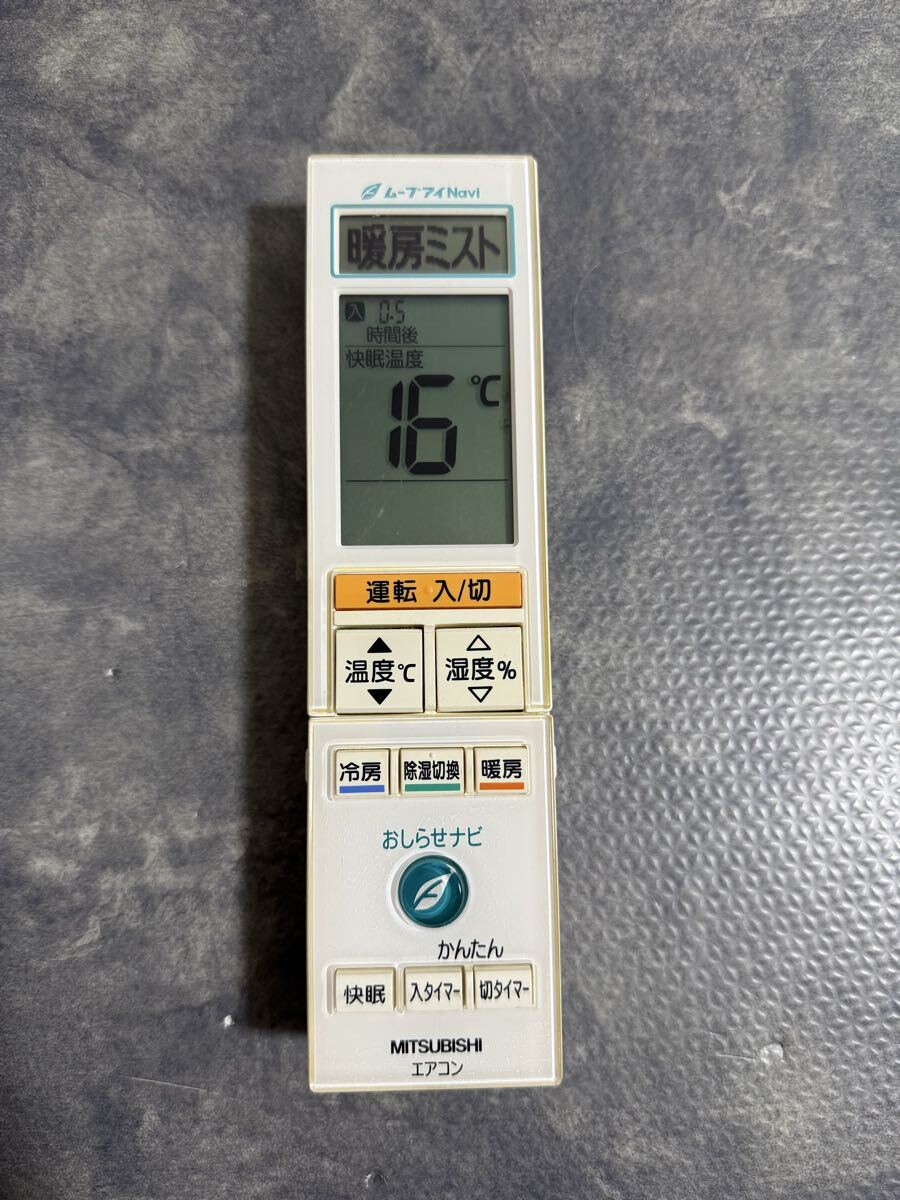 ムーブアイNavi
暖房ミスト
入 0.5
時間後
快眠温度
16℃
運転 入/切
▲
温度℃
▼
△
湿度%
▽
冷房
除湿切換
暖房
おしらせナビ
かんたん
快眠
入タイマー
切タイマー
MITSUBISHI
エアコン